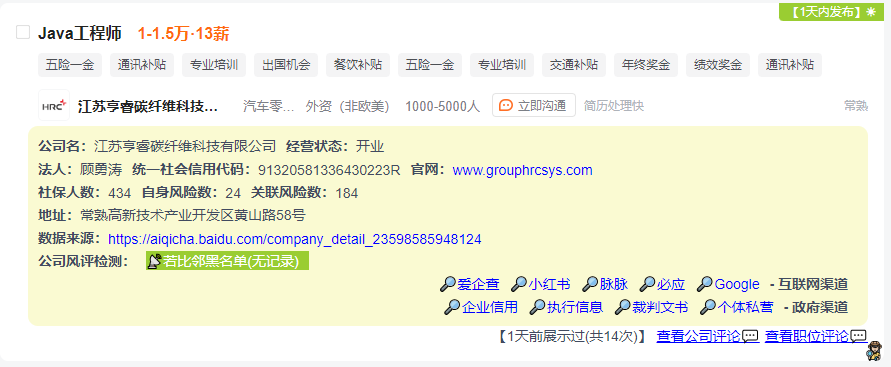 【1天内发布】
Java工程师 1-1.5万·13薪
五险一金 通讯补贴 专业培训 出国机会 餐饮补贴 五险一金 专业培训 交通补贴 年终奖金 绩效奖金 通讯补贴
HRC 江苏亨睿碳纤维科技... 汽车零... 外资（非欧美） 1000-5000人 立即沟通 简历处理快 常熟
公司名：江苏亨睿碳纤维科技有限公司 经营状态：开业
法人：顾勇涛 统一社会信用代码：91320581336430223R 官网：www.grouphrcsys.com
社保人数：434 自身风险数：24 关联风险数：184
地址：常熟高新技术产业开发区黄山路58号
数据来源：https://aiqicha.baidu.com/company_detail_23598585948124
公司风评检测： 若比邻黑名单(无记录)
爱企查 小红书 脉脉 必应 Google - 互联网渠道
企业信用 执行信息 裁判文书 个体私营 - 政府渠道
【1天前展示过(共14次)】 查看公司评论 查看职位评论